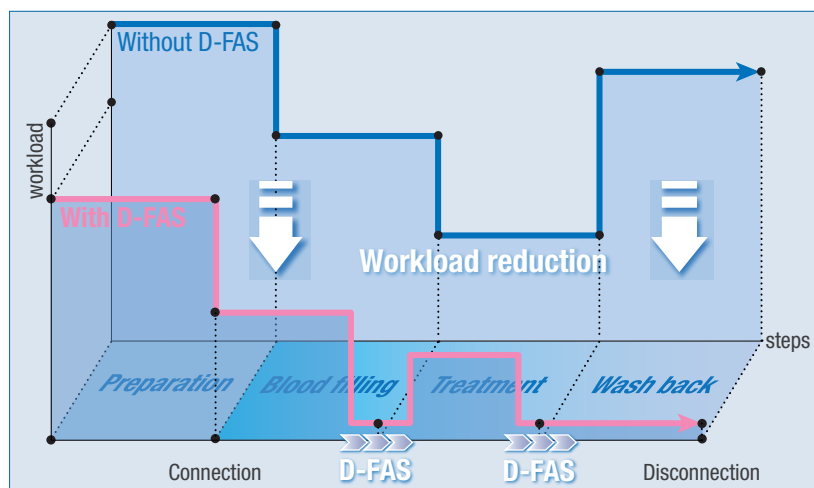 Without D-FAS
workload
With D-FAS
Workload reduction
steps
Preparation
Blood filling
Treatment
Wash back
Connection
D-FAS
D-FAS
Disconnection